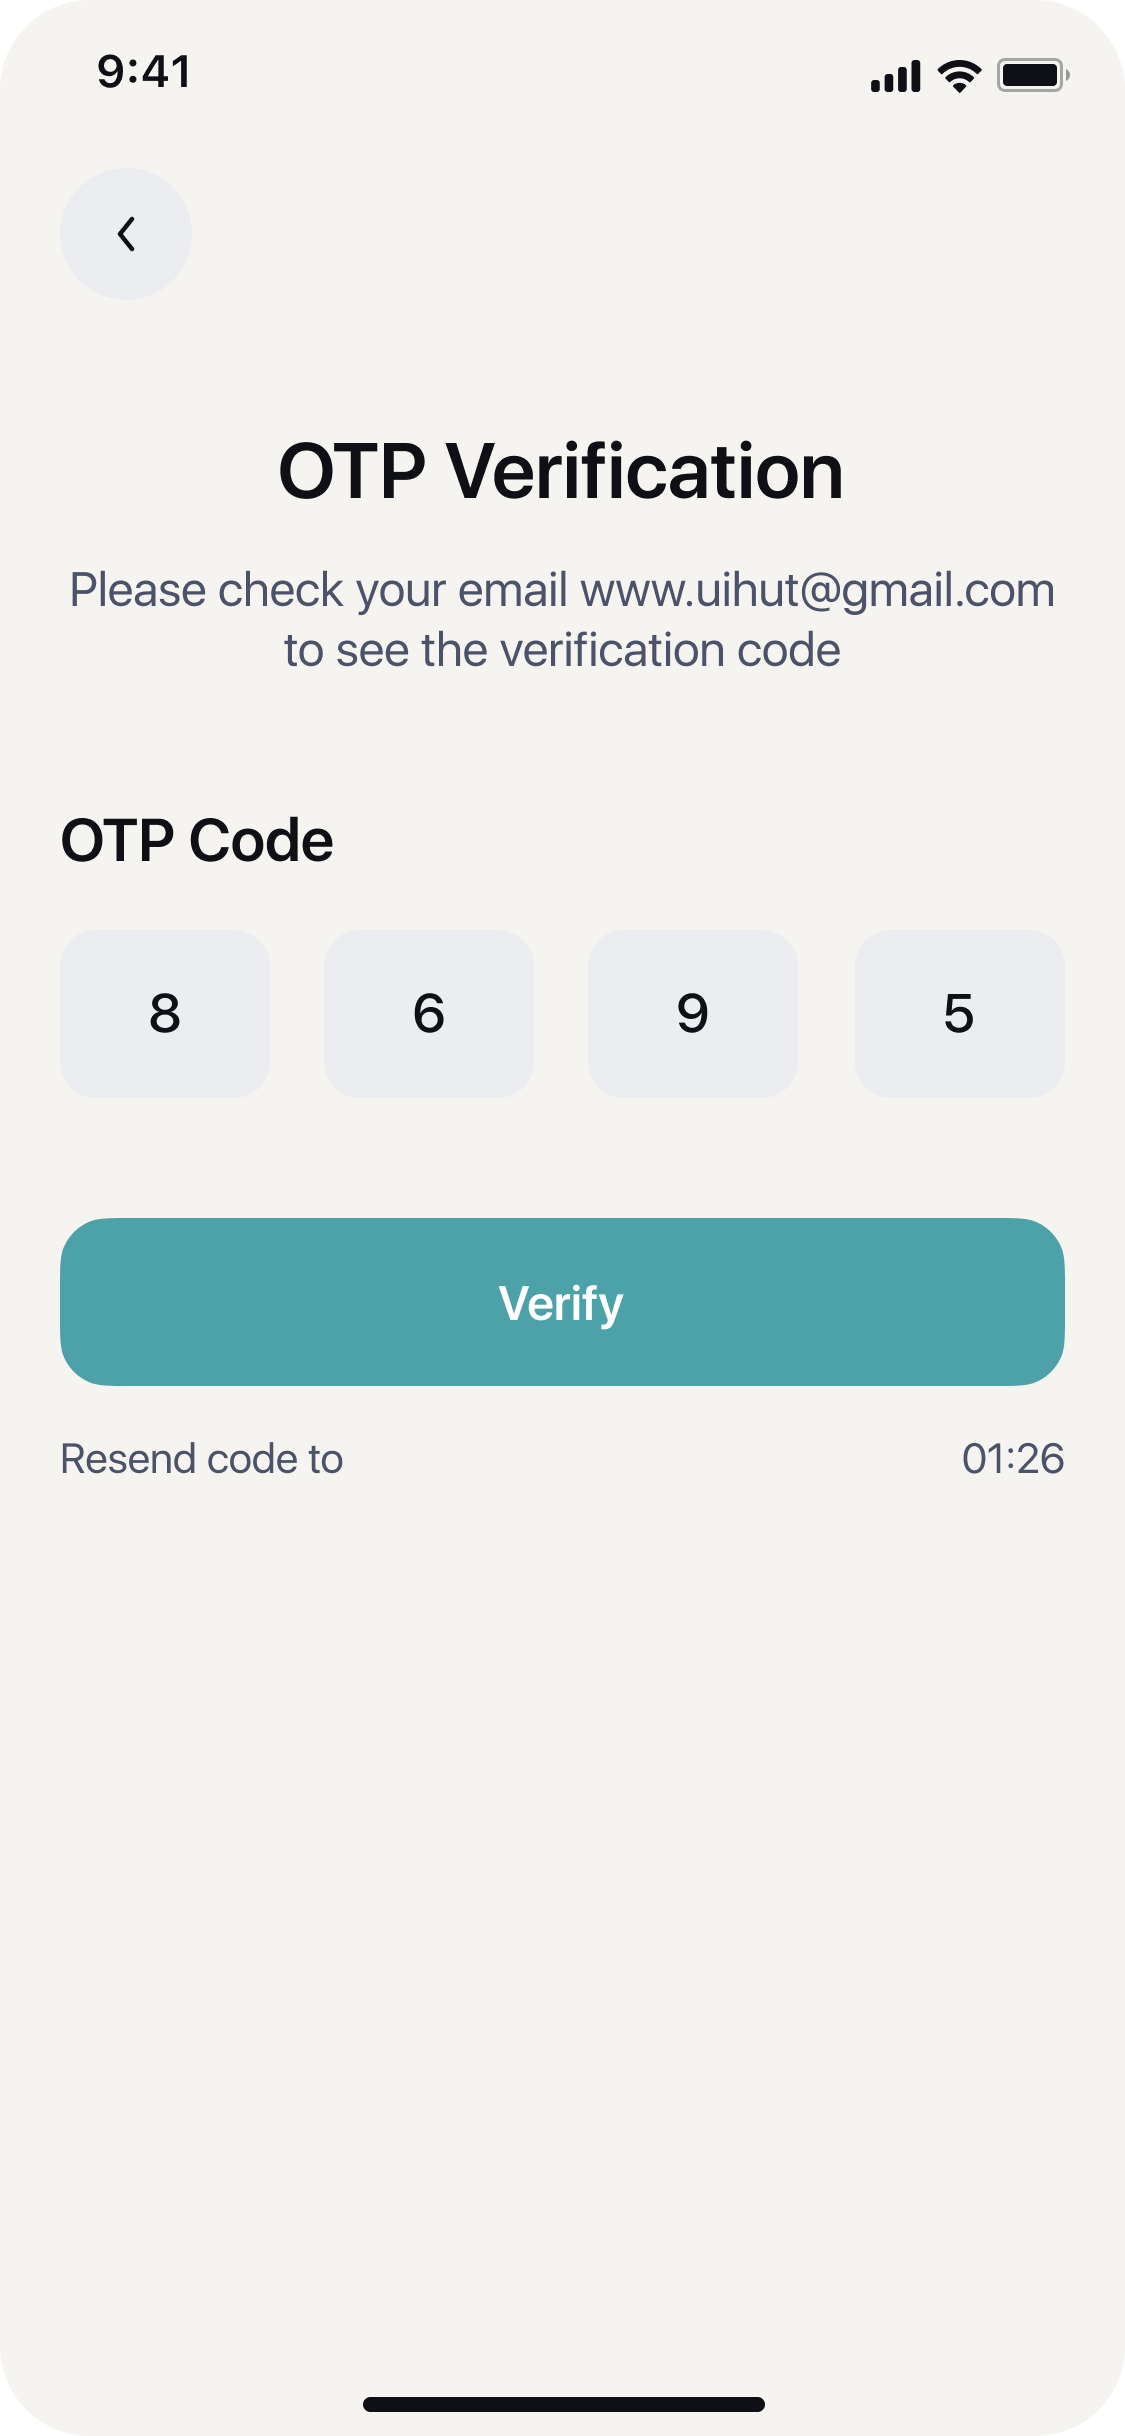 9:41
OTP Verification
Please check your email www.uihut@gmail.com
to see the verification code
OTP Code
8 6 9 5
Verify
Resend code to 01:26